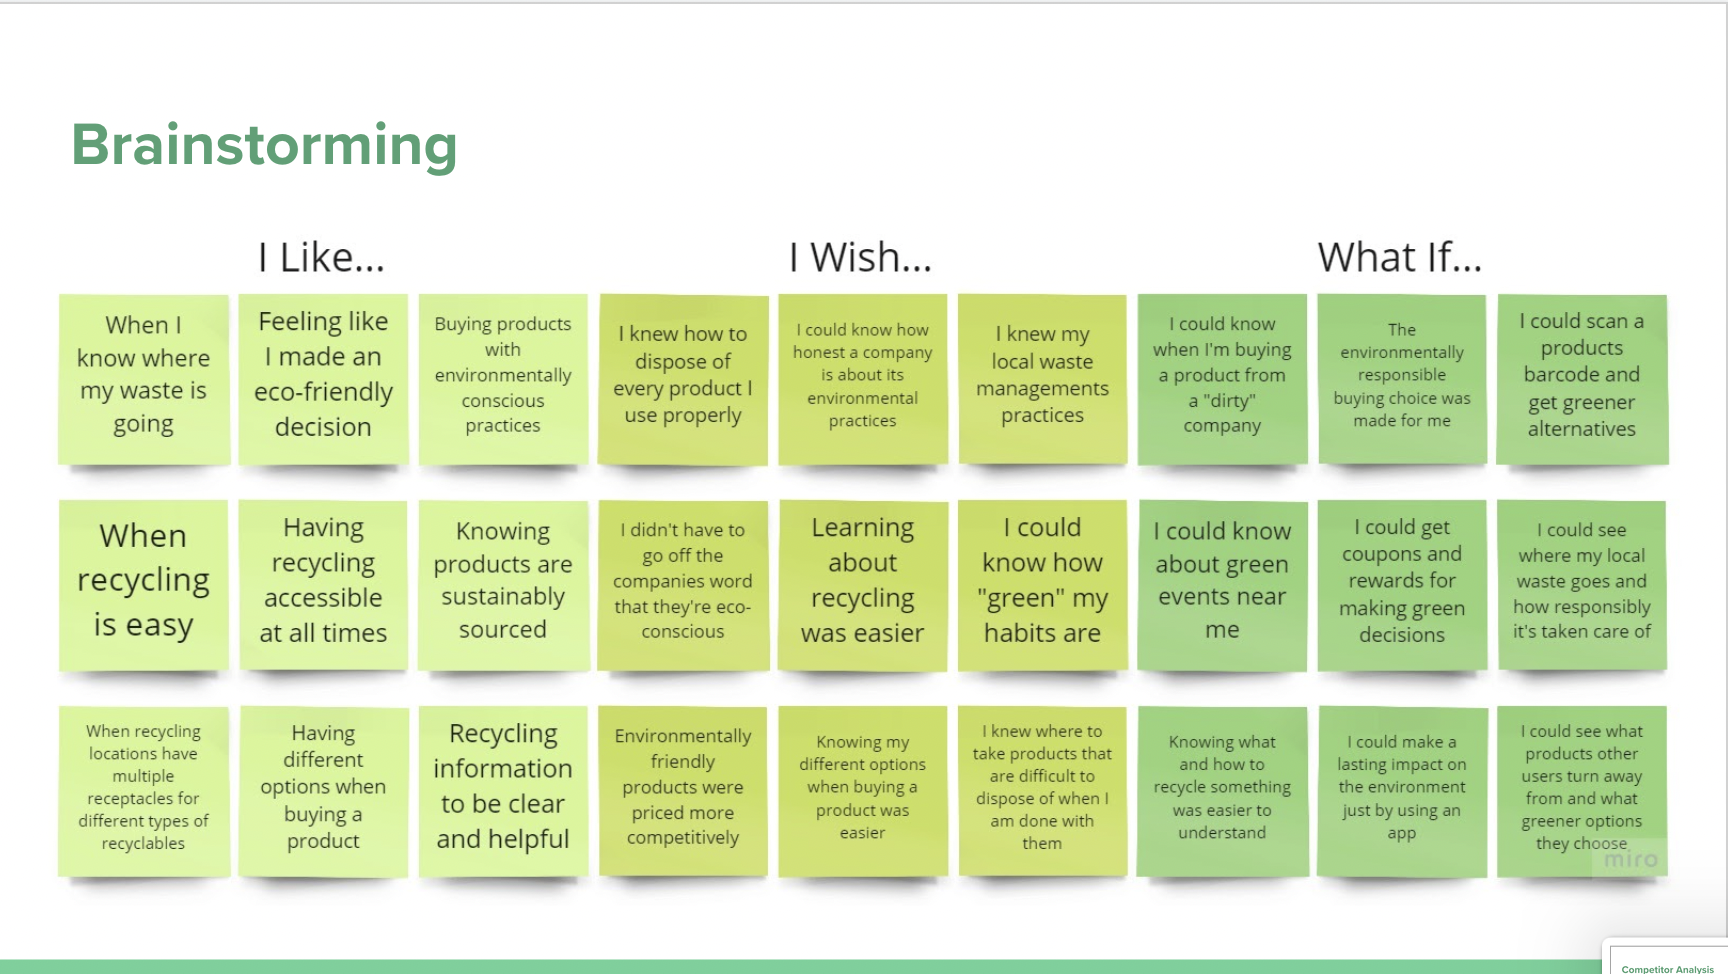 Brainstorming
I Like...
I Wish...
What If...
When I
know where
my waste is
going
Feeling like
I made an
eco-friendly
decision
Buying products
with
environmentally
conscious
practices
I knew how to
dispose of
every product I
use properly
I could know how
honest a company
is about its
environmental
practices
I knew my
local waste
managements
practices
I could know
when I'm buying
a product from
a "dirty"
company
The
environmentally
responsible
buying choice was
made for me
I could scan a
products
barcode and
get greener
alternatives
When
recycling
is easy
Having
recycling
accessible
at all times
Knowing
products are
sustainably
sourced
I didn't have to
go off the
companies word
that they're eco-
conscious
Learning
about
recycling
was easier
I could
know how
"green" my
habits are
I could know
about green
events near
me
I could get
coupons and
rewards for
making green
decisions
I could see
where my local
waste goes and
how responsibly
it's taken care of
When recycling
locations have
multiple
receptacles for
different types of
recyclables
Having
different
options when
buying a
product
Recycling
information
to be clear
and helpful
Environmentally
friendly
products were
priced more
competitively
Knowing my
different options
when buying a
product was
easier
I knew where to
take products that
are difficult to
dispose of when I
am done with
them
Knowing what
and how to
recycle something
was easier to
understand
I could make a
lasting impact on
the environment
just by using an
app
I could see what
products other
users turn away
from and what
greener options
they choose
miro
Competitor Analysis